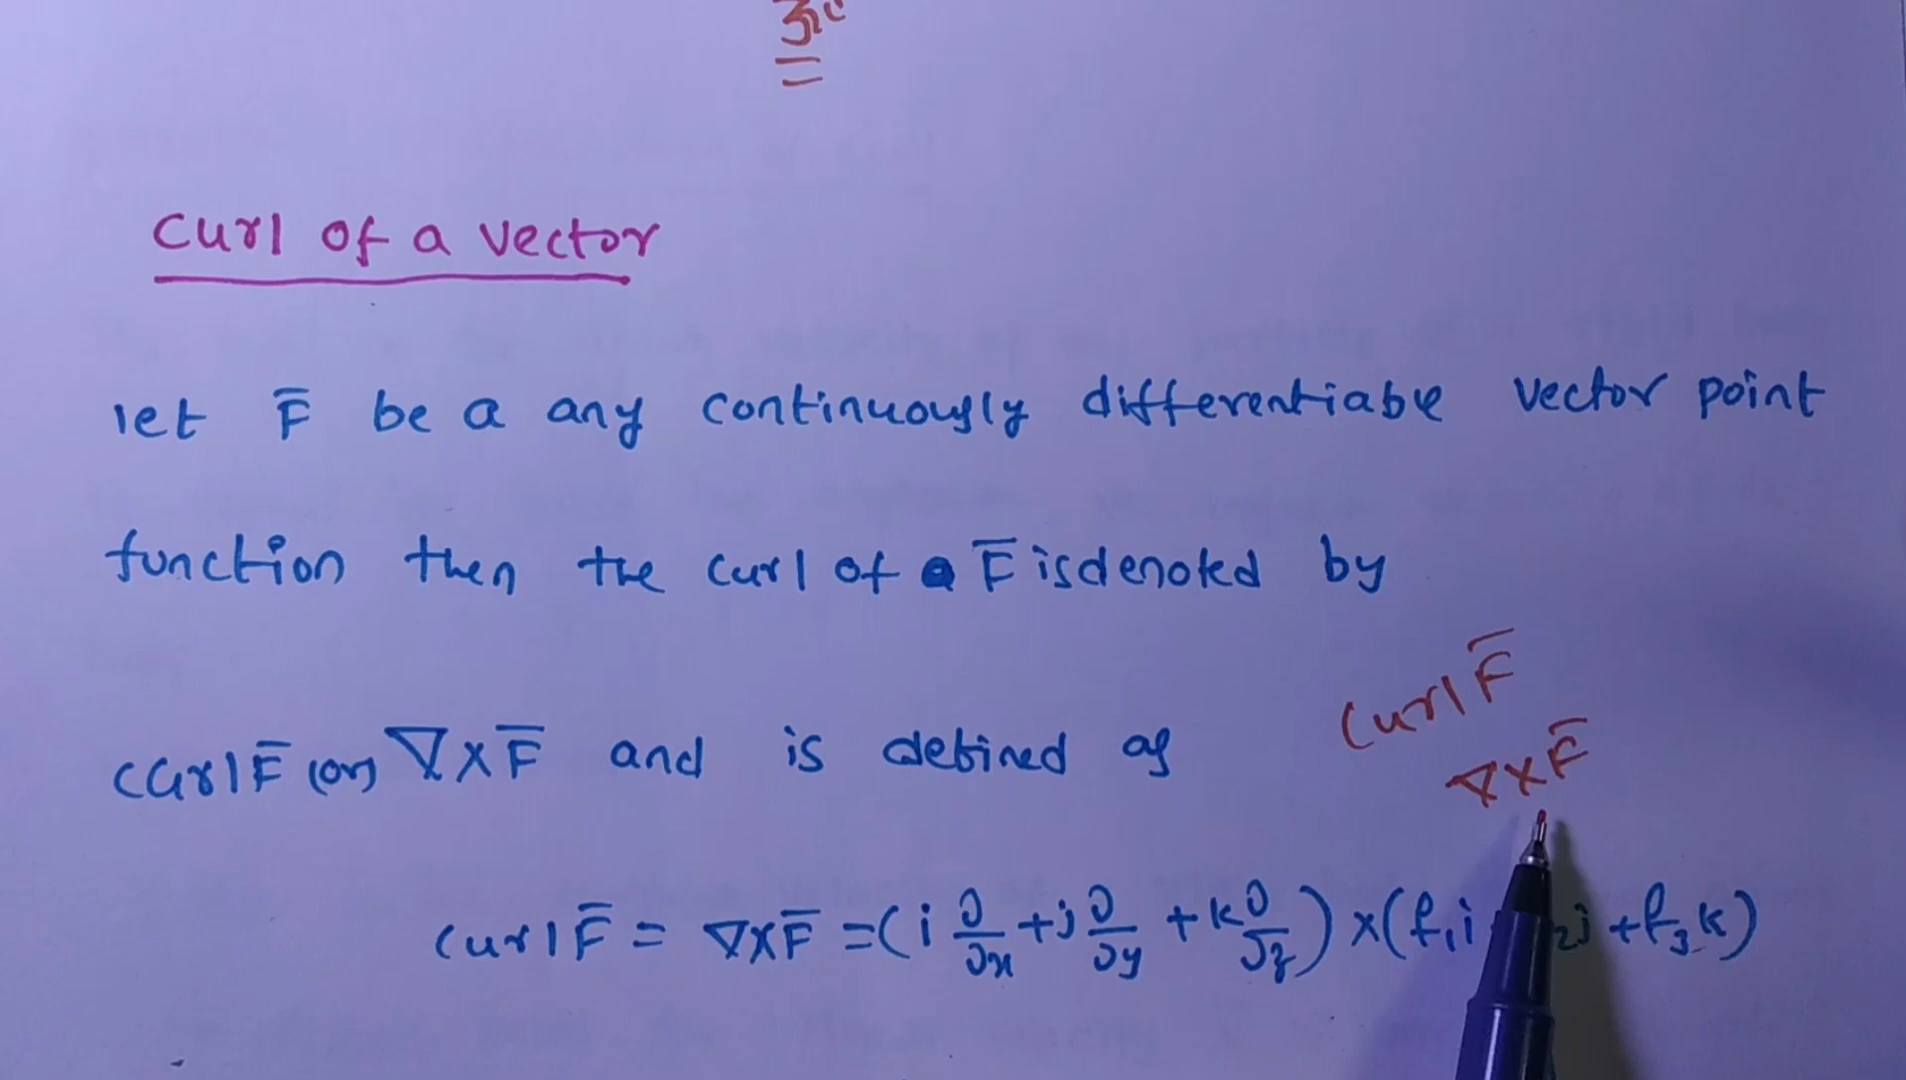 Curl of a vector
let F̅ be a any continuously differentiable vector point
function then the curl of a F̅ is denoted by
curl F̅ (or) ∇×F̅ and is defined as
curl F̅
∇×F̅
curl F̅ = ∇×F̅ = (i ∂/∂x + j ∂/∂y + k ∂/∂z) × (f₁i ₂j + f₃k)